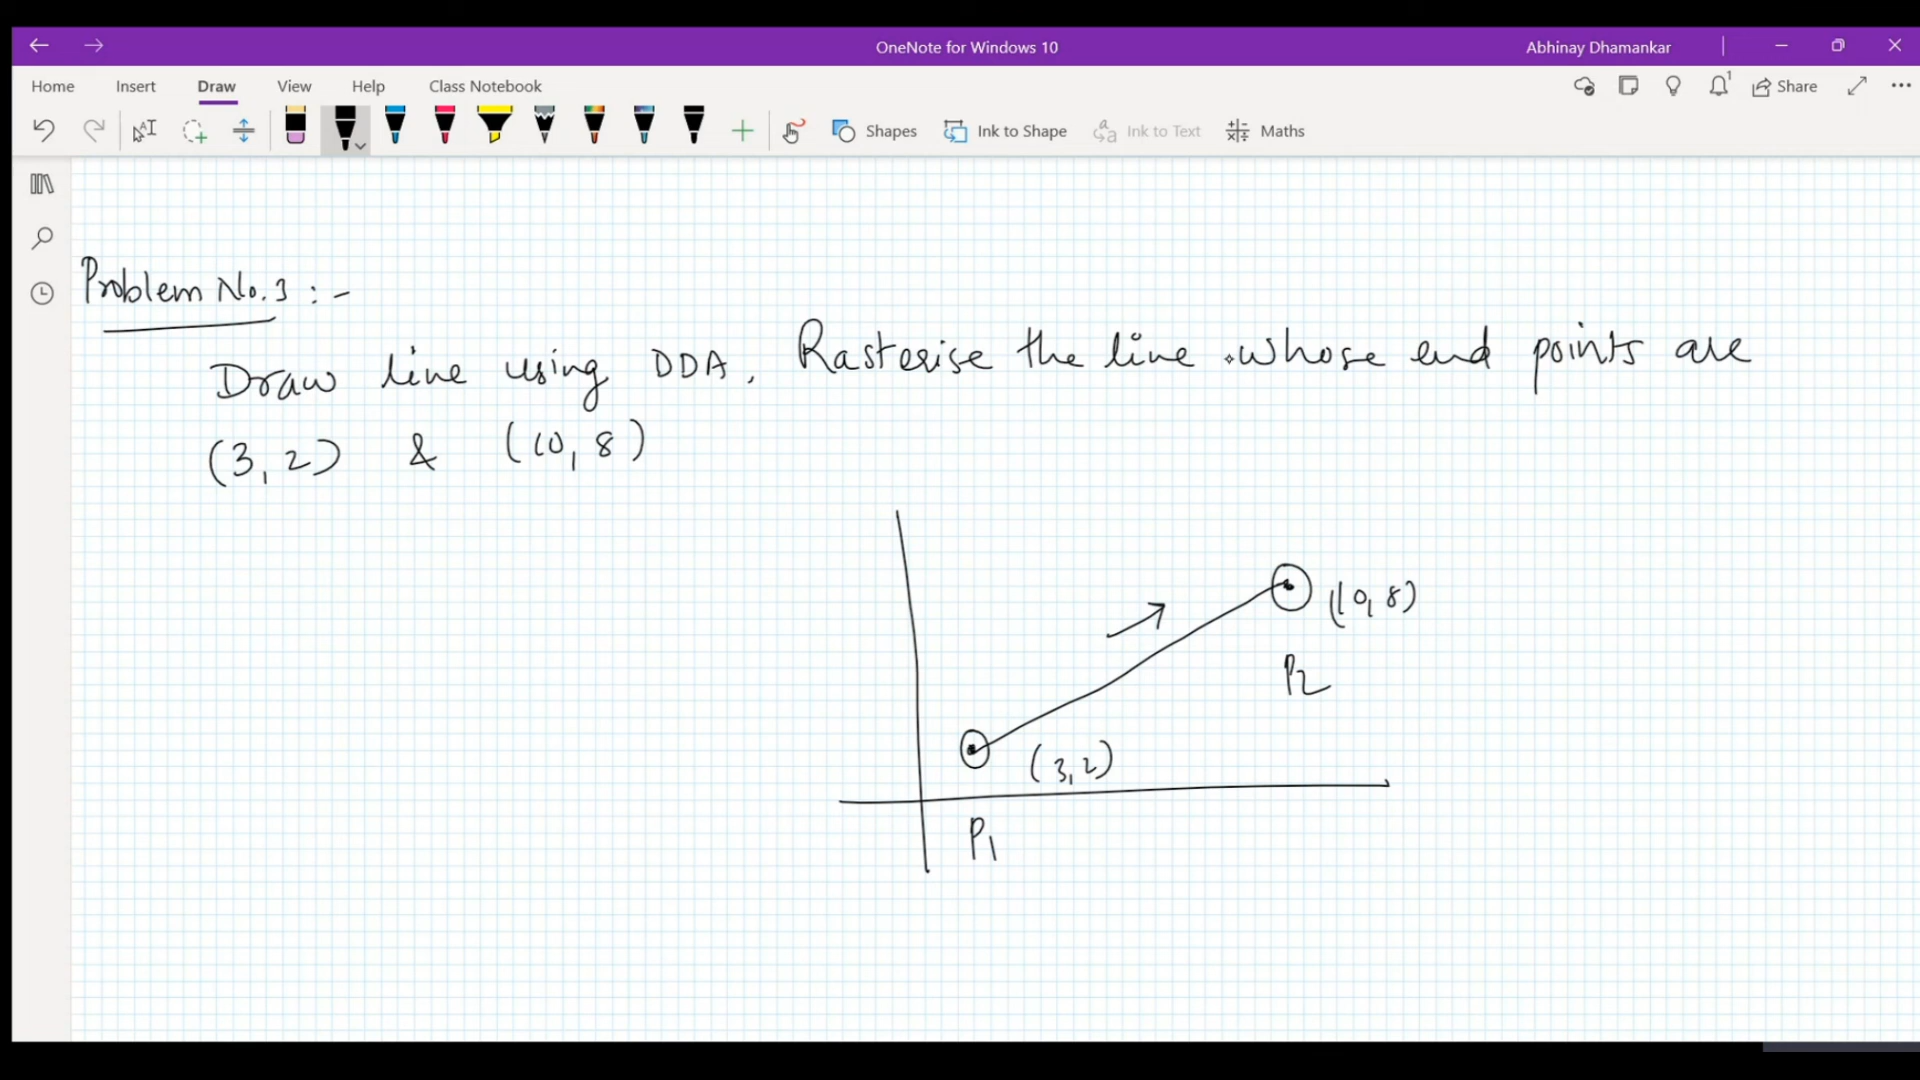 OneNote for Windows 10
Abhinay Dhamankar
Home Insert Draw View Help Class Notebook
1
Share
Shapes Ink to Shape Ink to Text Maths
Problem No. 3 : -
Draw line using DDA. Rasterise the line whose end points are
(3, 2) & (10, 8)
(10, 8)
P2
(3, 2)
P1